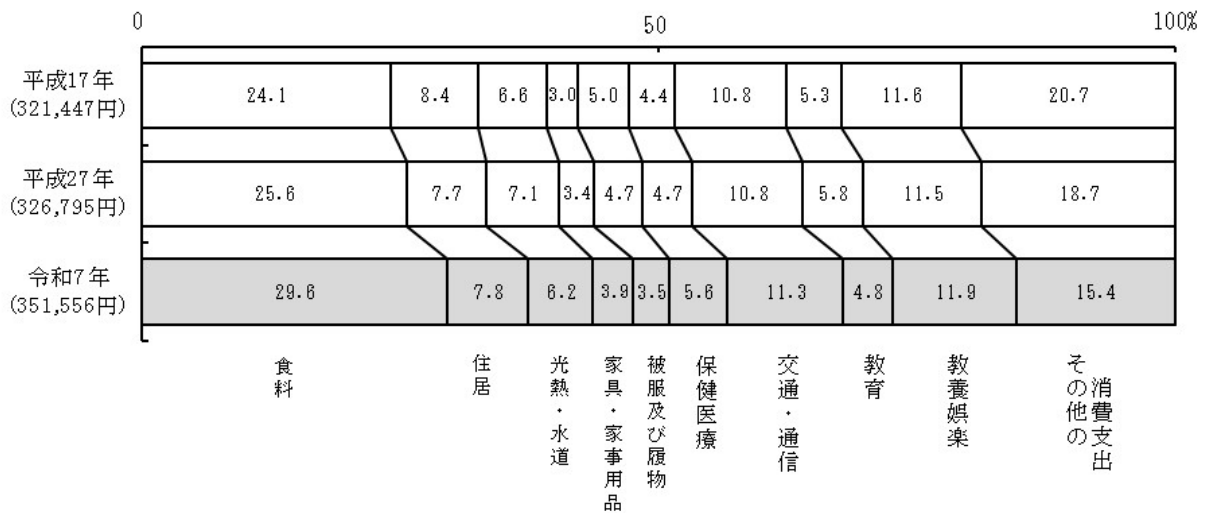 0 50 100%
平成17年
(321,447円)
24.1 8.4 6.6 3.0 5.0 4.4 10.8 5.3 11.6 20.7
平成27年
(326,795円)
25.6 7.7 7.1 3.4 4.7 4.7 10.8 5.8 11.5 18.7
令和7年
(351,556円)
29.6 7.8 6.2 3.9 3.5 5.6 11.3 4.8 11.9 15.4
食料
住居
光熱・水道
家具・家事用品
被服及び履物
保健医療
交通・通信
教育
教養娯楽
その他の
消費支出